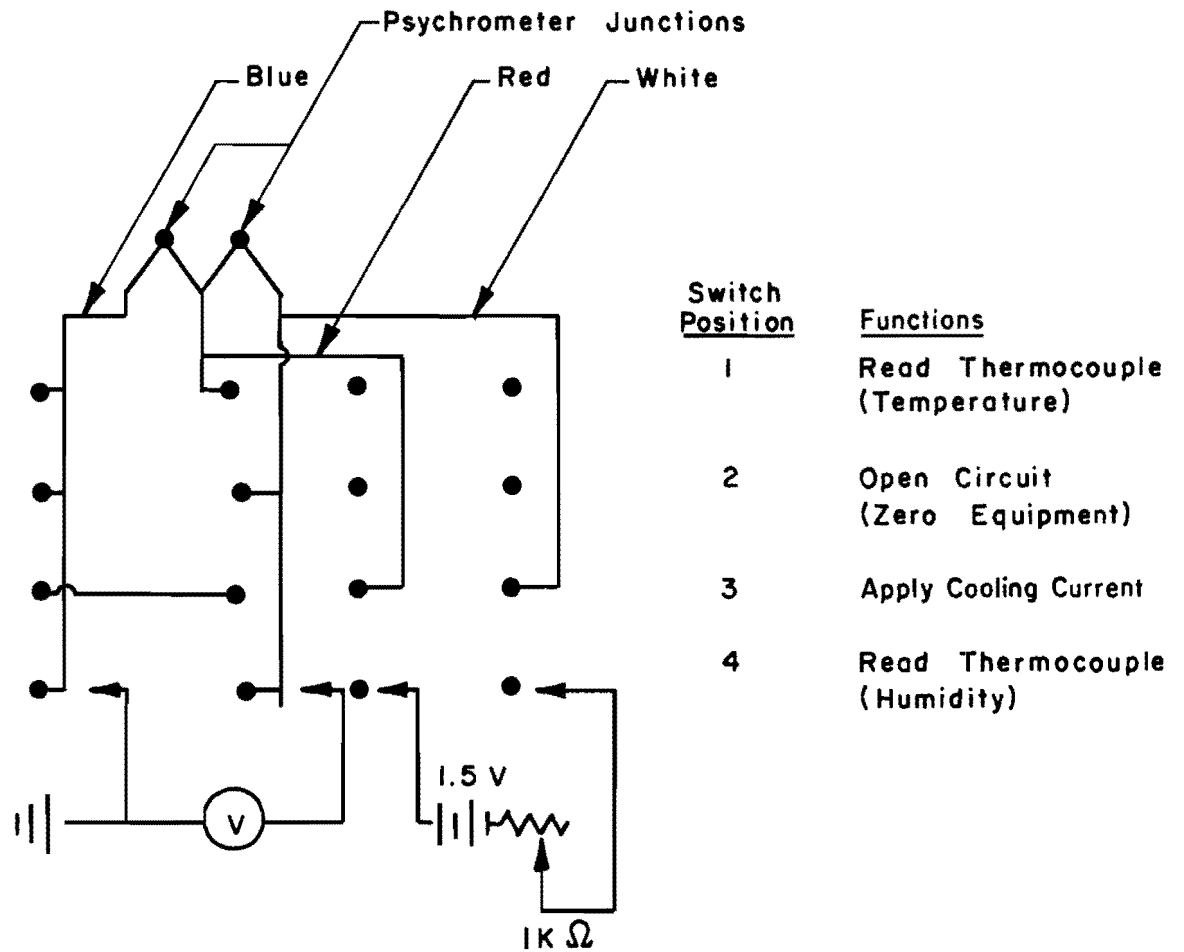 Psychrometer Junctions
Blue
Red
White
Switch
Position
Functions
1
Read Thermocouple
(Temperature)
2
Open Circuit
(Zero Equipment)
3
Apply Cooling Current
4
Read Thermocouple
(Humidity)
1.5 V
V
1K Ω